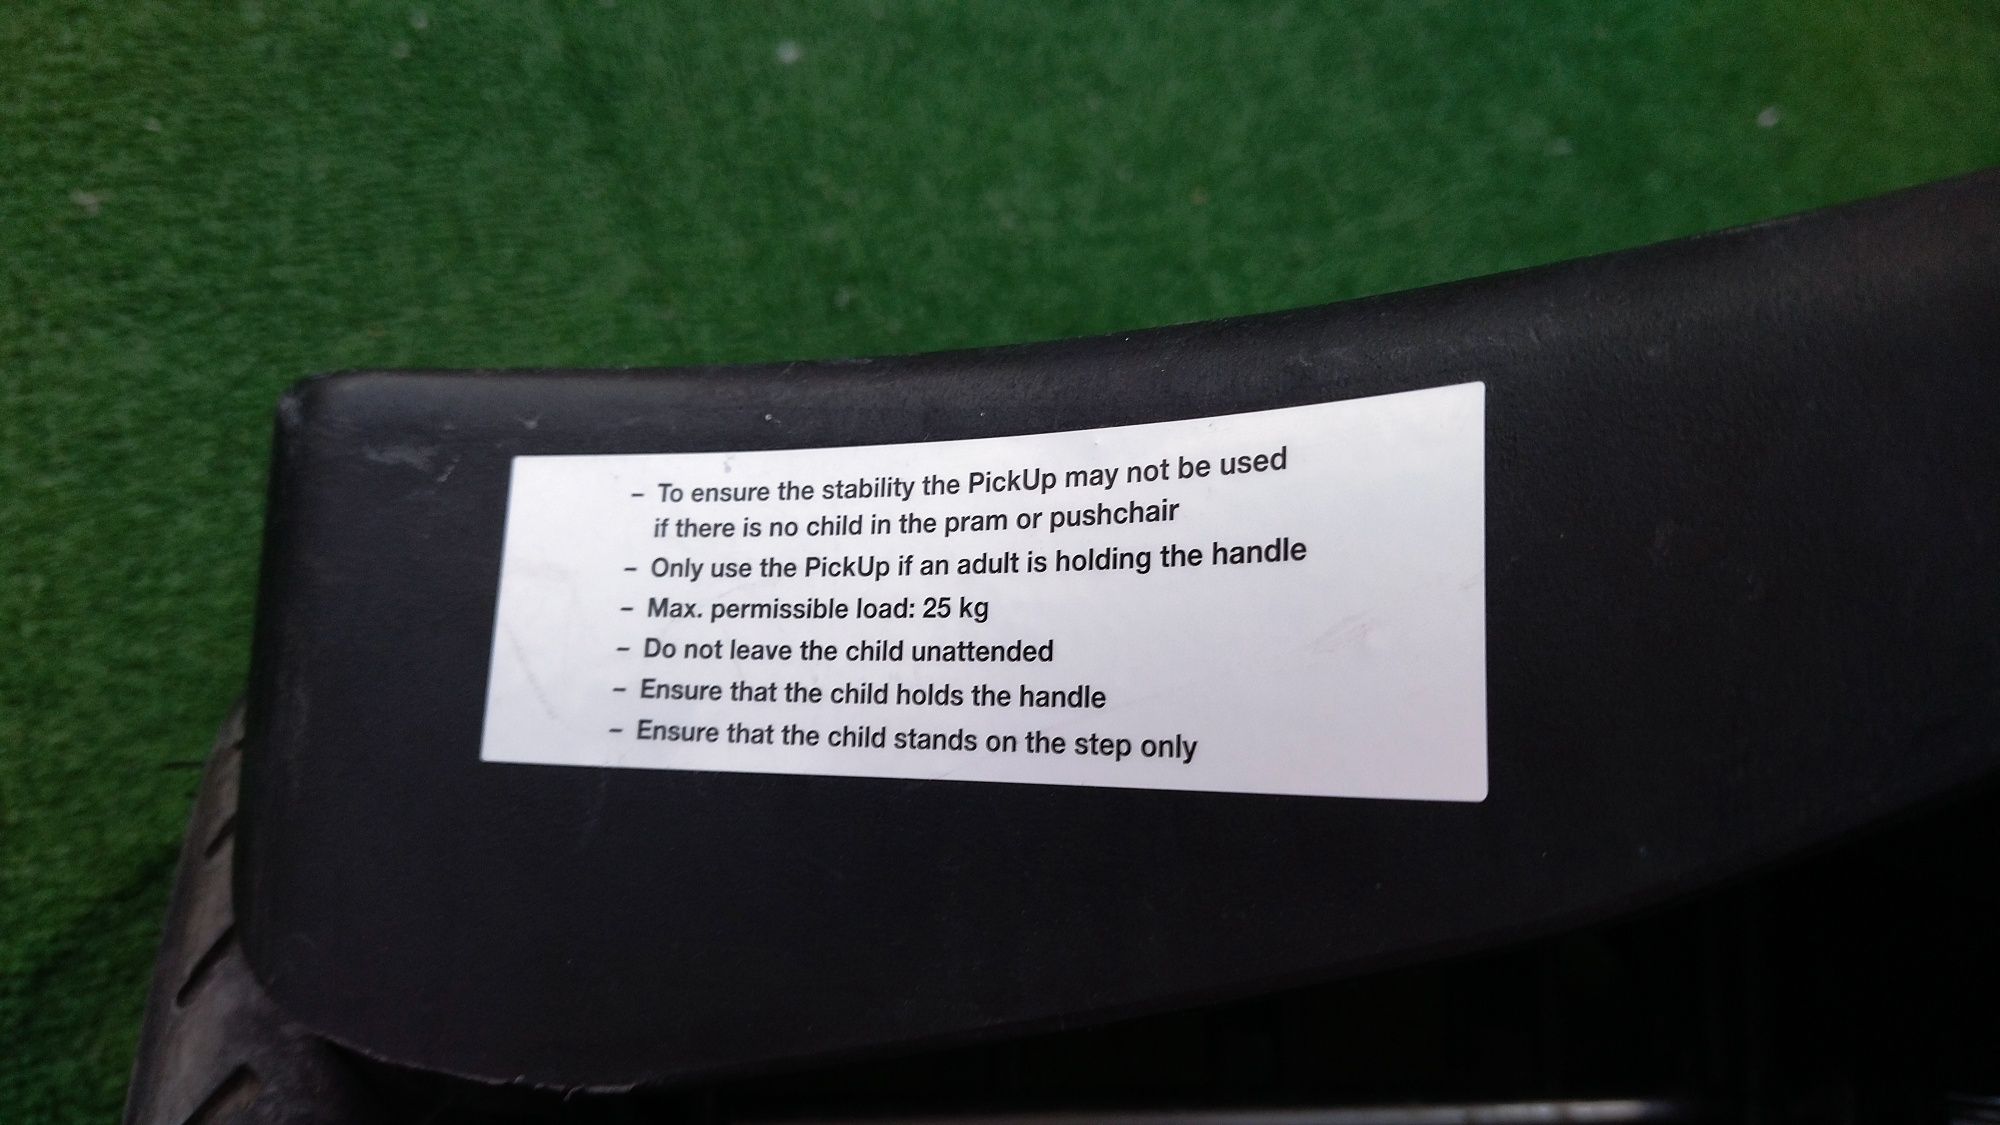 – To ensure the stability the PickUp may not be used
if there is no child in the pram or pushchair
– Only use the PickUp if an adult is holding the handle
– Max. permissible load: 25 kg
– Do not leave the child unattended
– Ensure that the child holds the handle
– Ensure that the child stands on the step only